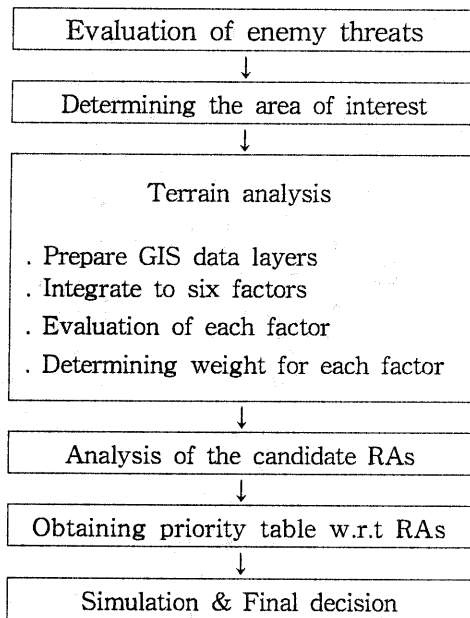 Evaluation of enemy threats
↓
Determining the area of interest
↓
Terrain analysis
. Prepare GIS data layers
. Integrate to six factors
. Evaluation of each factor
. Determining weight for each factor
↓
Analysis of the candidate RAs
↓
Obtaining priority table w.r.t RAs
↓
Simulation & Final decision